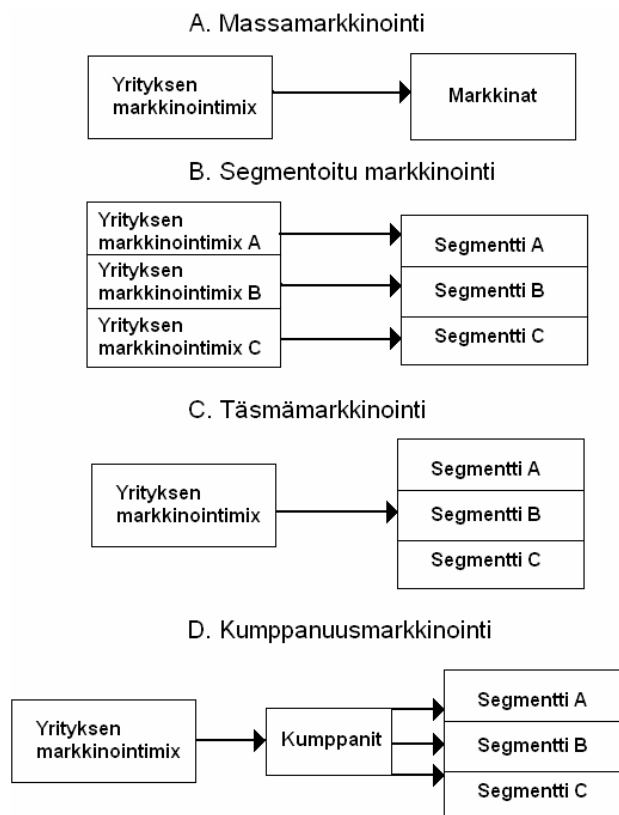 A. Massamarkkinointi
Yrityksen
markkinointimix
Markkinat
B. Segmentoitu markkinointi
Yrityksen
markkinointimix A
Segmentti A
Yrityksen
markkinointimix B
Segmentti B
Yrityksen
markkinointimix C
Segmentti C
C. Täsmämarkkinointi
Yrityksen
markkinointimix
Segmentti A
Segmentti B
Segmentti C
D. Kumppanuusmarkkinointi
Yrityksen
markkinointimix
Kumppanit
Segmentti A
Segmentti B
Segmentti C